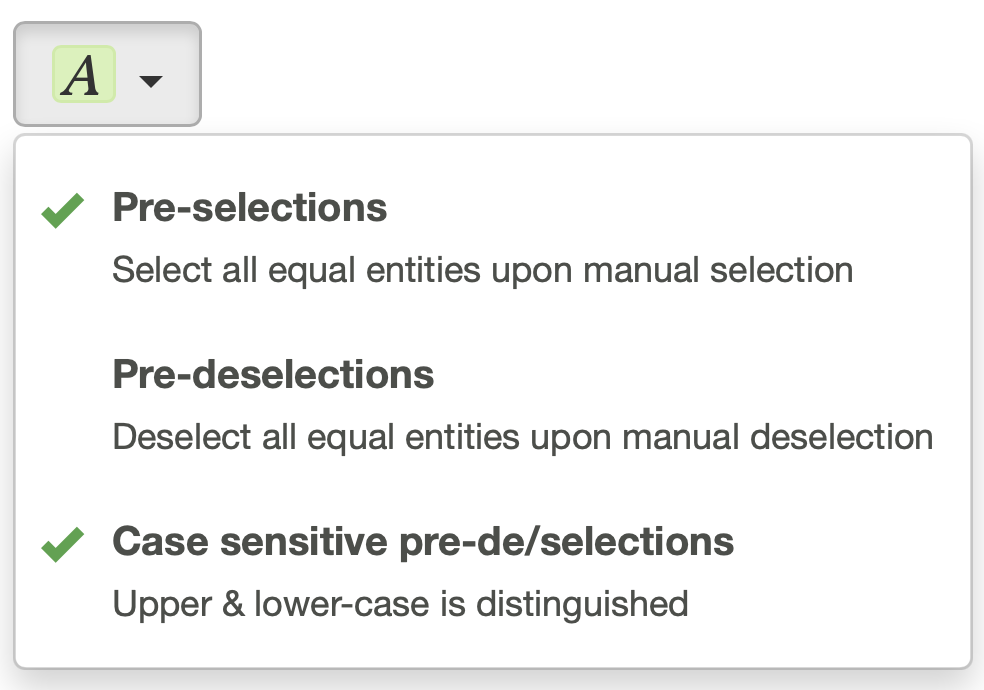 A
Pre-selections
Select all equal entities upon manual selection
Pre-deselections
Deselect all equal entities upon manual deselection
Case sensitive pre-de/selections
Upper & lower-case is distinguished